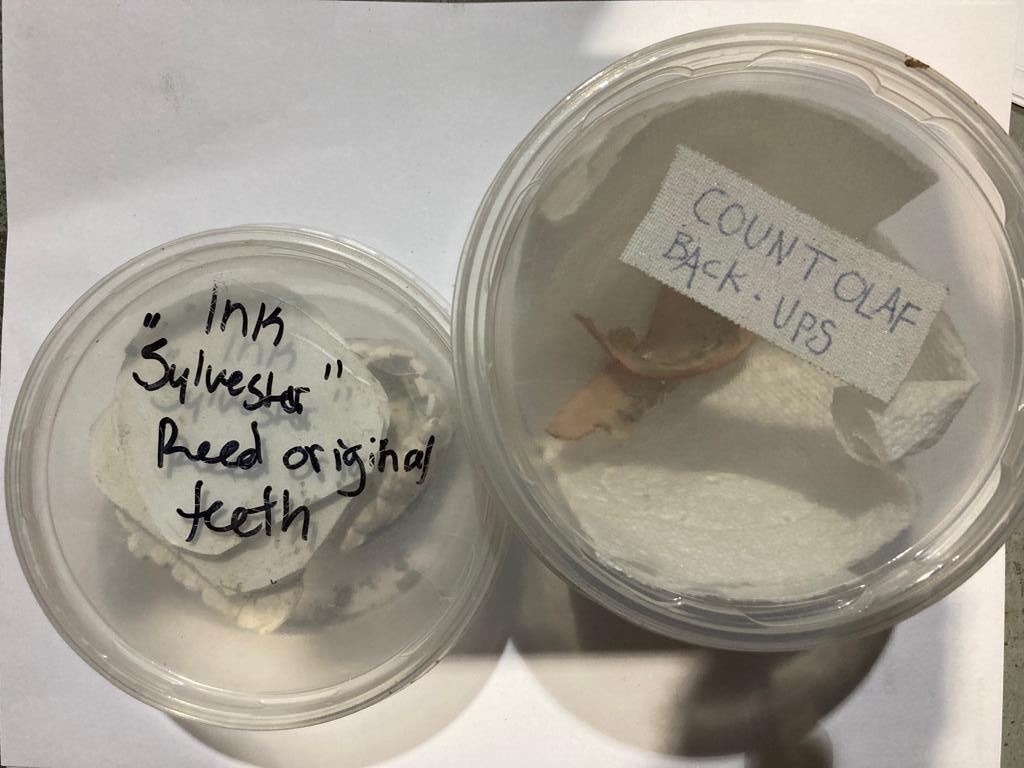 Ink
"Sylvester"
Reed original
teeth
COUNT OLAF
BACK-UPS